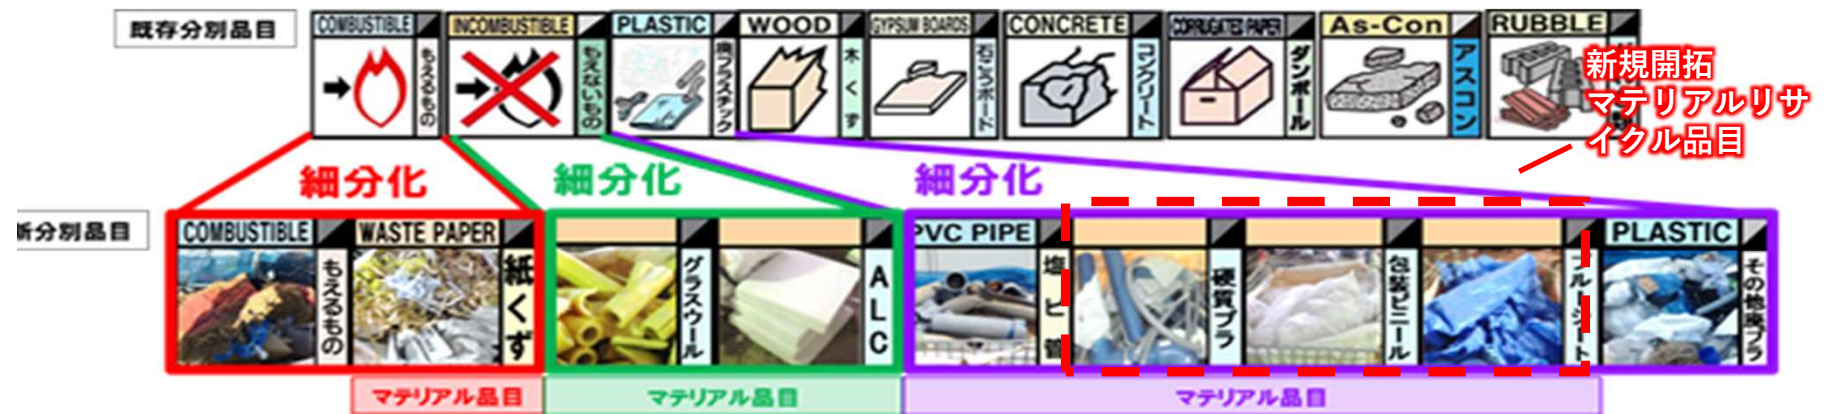 既存分別品目
COMBUSTIBLE
もえるもの
INCOMBUSTIBLE
もえないもの
PLASTIC
廃プラスチック
WOOD
木くず
GYPSUM BOARDS
石こうボード
CONCRETE
コンクリート
CORRUGATED PAPER
ダンボール
As-Con
アスコン
RUBBLE
新規開拓
マテリアルリサ
イクル品目
細分化
細分化
細分化
新分別品目
COMBUSTIBLE
もえるもの
WASTE PAPER
紙くず
グラスウール
ALC
PVC PIPE
塩ビ管
硬質プラ
包装ビニール
ブルーシート
PLASTIC
その他廃プラ
マテリアル品目
マテリアル品目
マテリアル品目